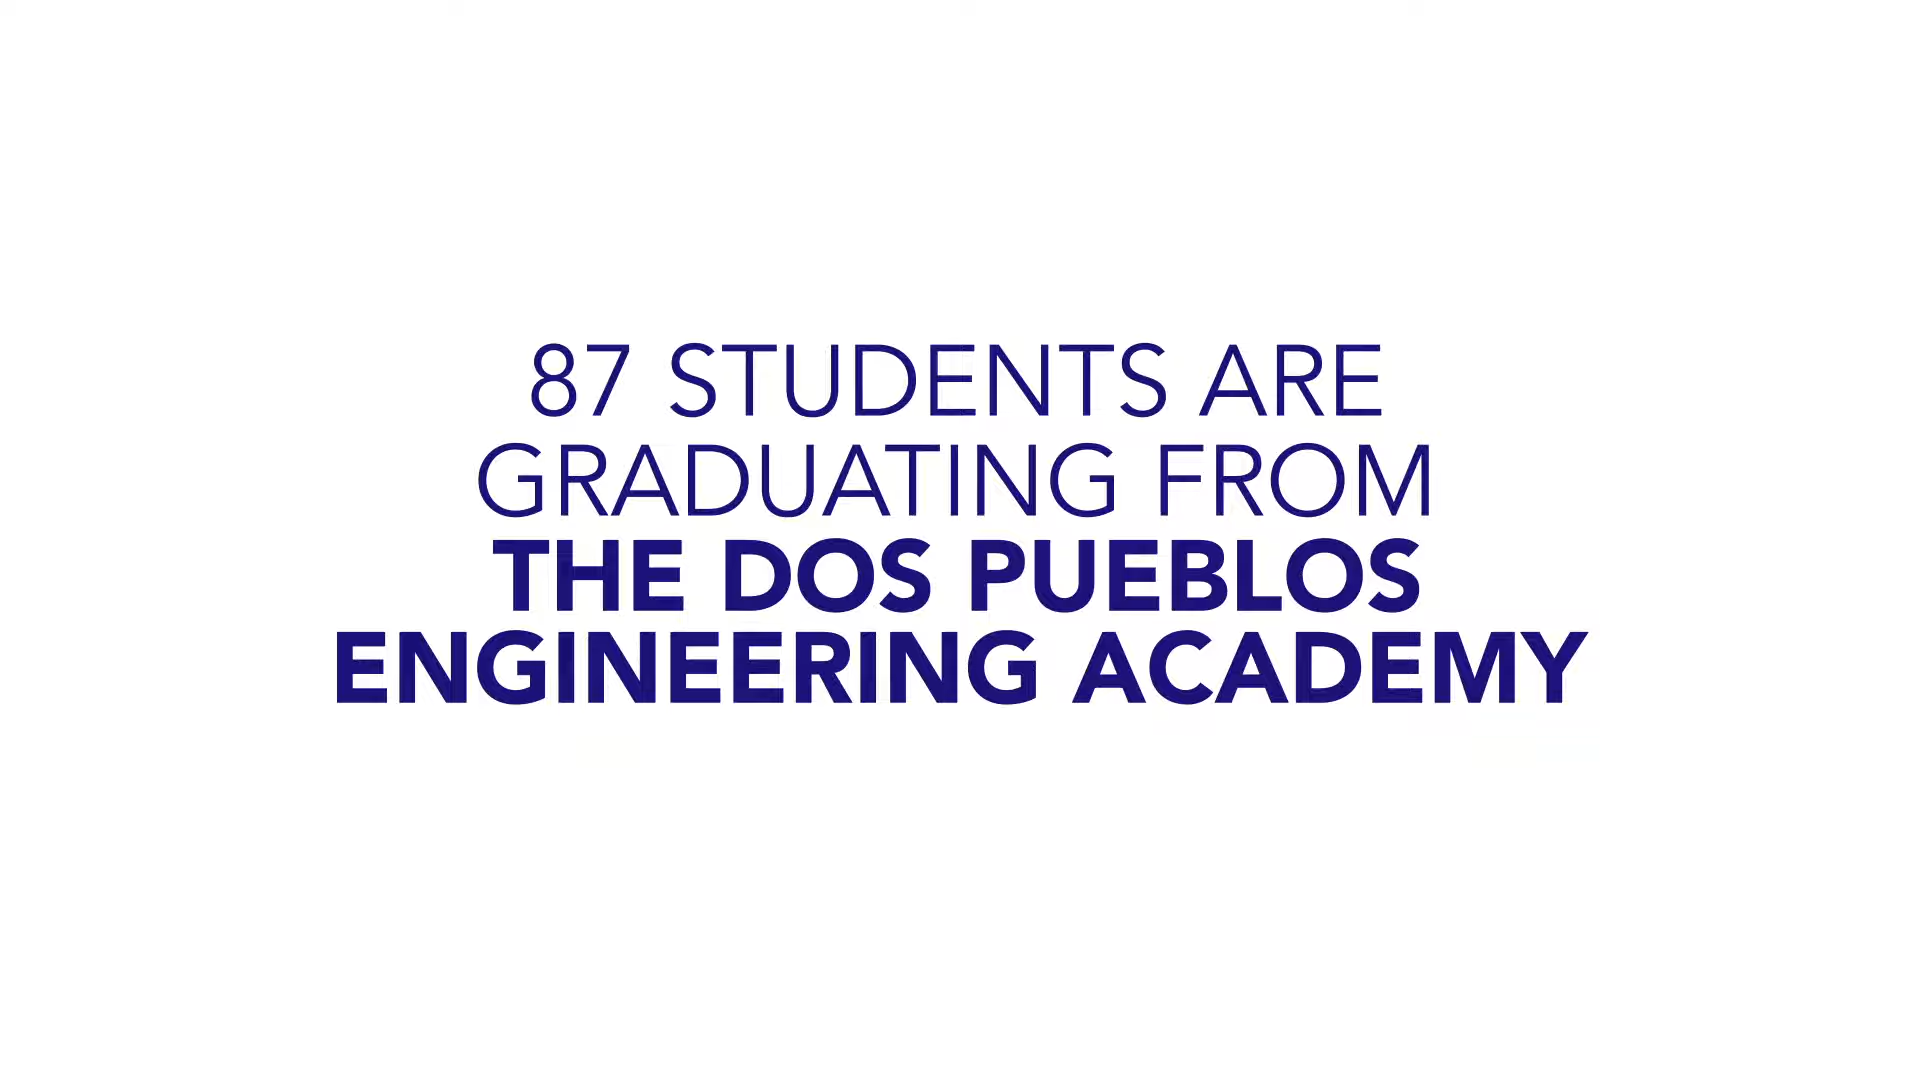 87 STUDENTS ARE
GRADUATING FROM
THE DOS PUEBLOS
ENGINEERING ACADEMY